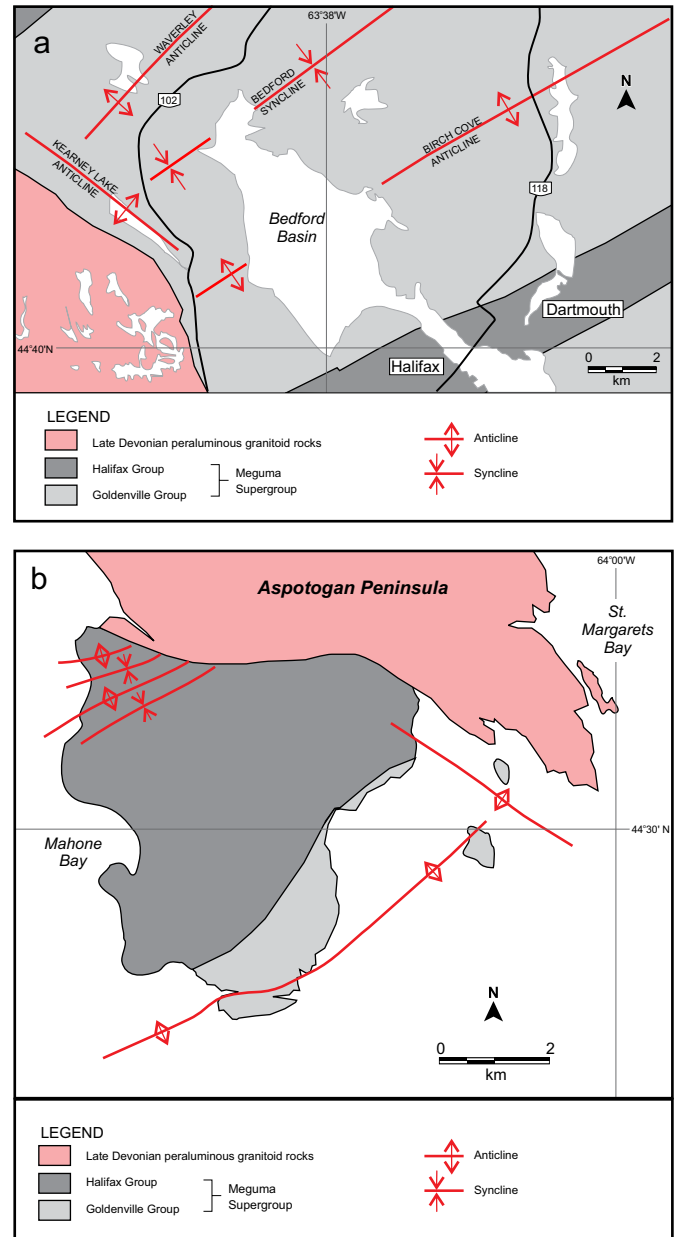 a
63°38'W
WAVERLEY
ANTICLINE
102
BEDFORD
SYNCLINE
N
BIRCH COVE
ANTICLINE
KEARNEY LAKE
ANTICLINE
118
Bedford
Basin
Dartmouth
44°40'N
Halifax
0 2
km
LEGEND
Late Devonian peraluminous granitoid rocks
Halifax Group
Goldenville Group
Meguma
Supergroup
Anticline
Syncline
b
64°00'W
Aspotogan Peninsula
St.
Margarets
Bay
Mahone
Bay
44°30' N
N
0 2
km
LEGEND
Late Devonian peraluminous granitoid rocks
Halifax Group
Goldenville Group
Meguma
Supergroup
Anticline
Syncline